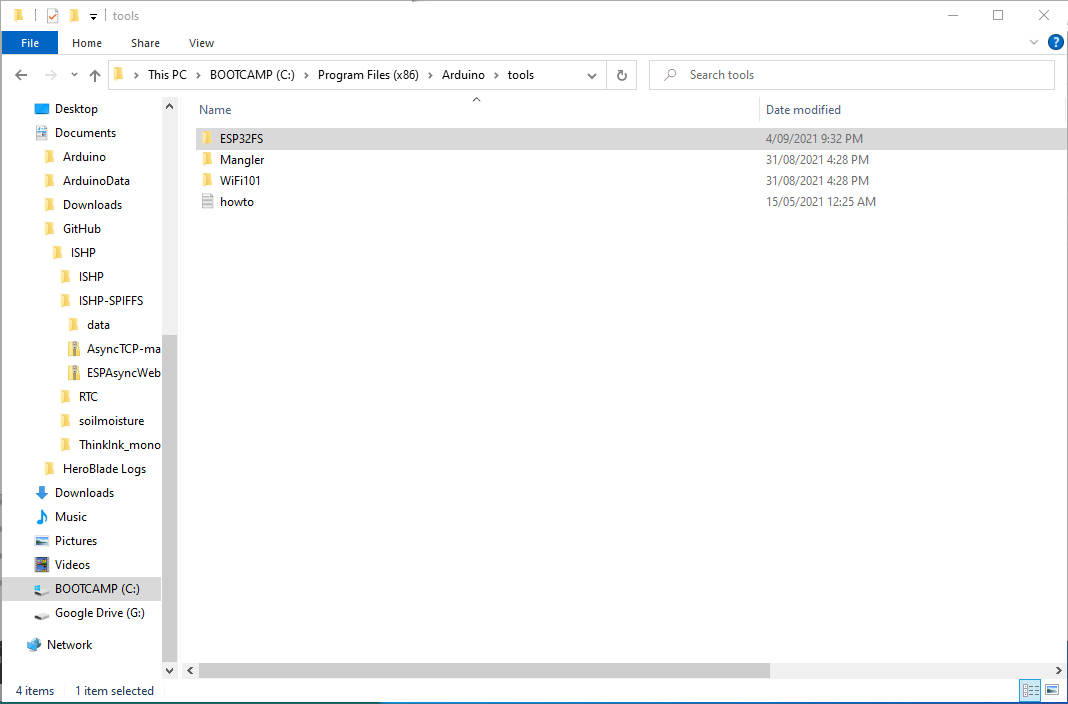 tools
File Home Share View
This PC > BOOTCAMP (C:) > Program Files (x86) > Arduino > tools
Search tools
Name Date modified
ESP32FS 4/09/2021 9:32 PM
Mangler 31/08/2021 4:28 PM
WiFi101 31/08/2021 4:28 PM
howto 15/05/2021 12:25 AM
Desktop
Documents
Arduino
ArduinoData
Downloads
GitHub
ISHP
ISHP
ISHP-SPIFFS
data
AsyncTCP-ma
ESPAsyncWeb
RTC
soilmoisture
ThinkInk_mono
HeroBlade Logs
Downloads
Music
Pictures
Videos
BOOTCAMP (C:)
Google Drive (G:)
Network
4 items 1 item selected